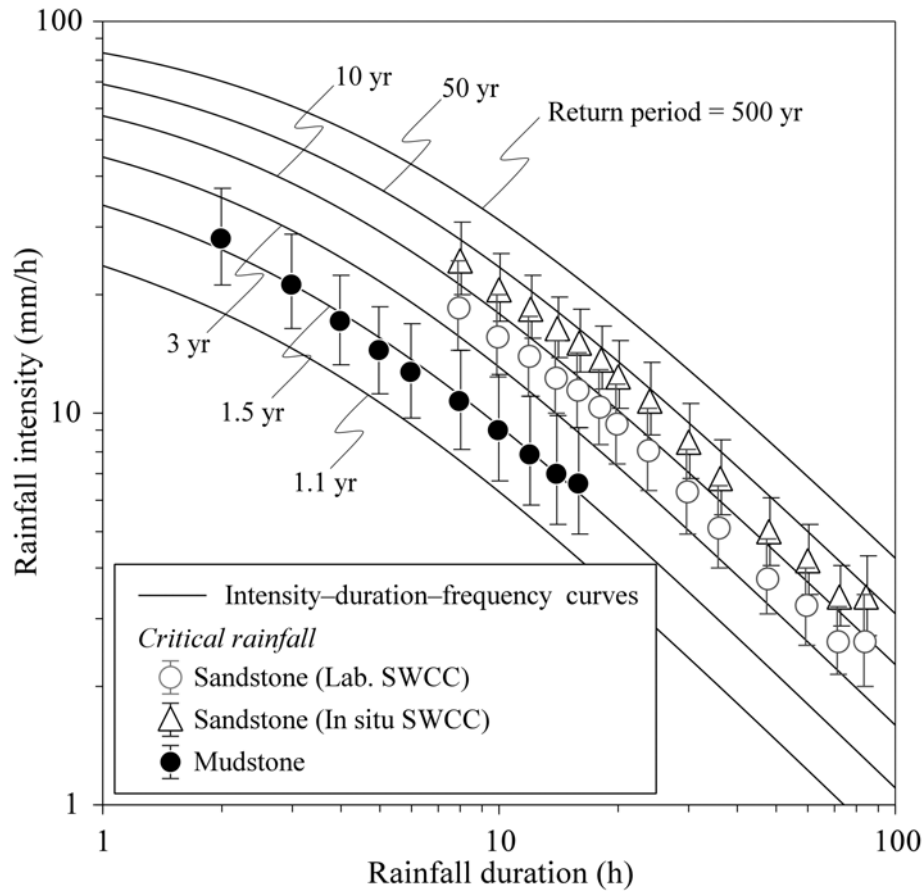 100
10 yr
50 yr
Return period = 500 yr
Rainfall intensity (mm/h)
10
3 yr
1.5 yr
1.1 yr
Intensity–duration–frequency curves
Critical rainfall
Sandstone (Lab. SWCC)
Sandstone (In situ SWCC)
Mudstone
1
1
10
100
Rainfall duration (h)